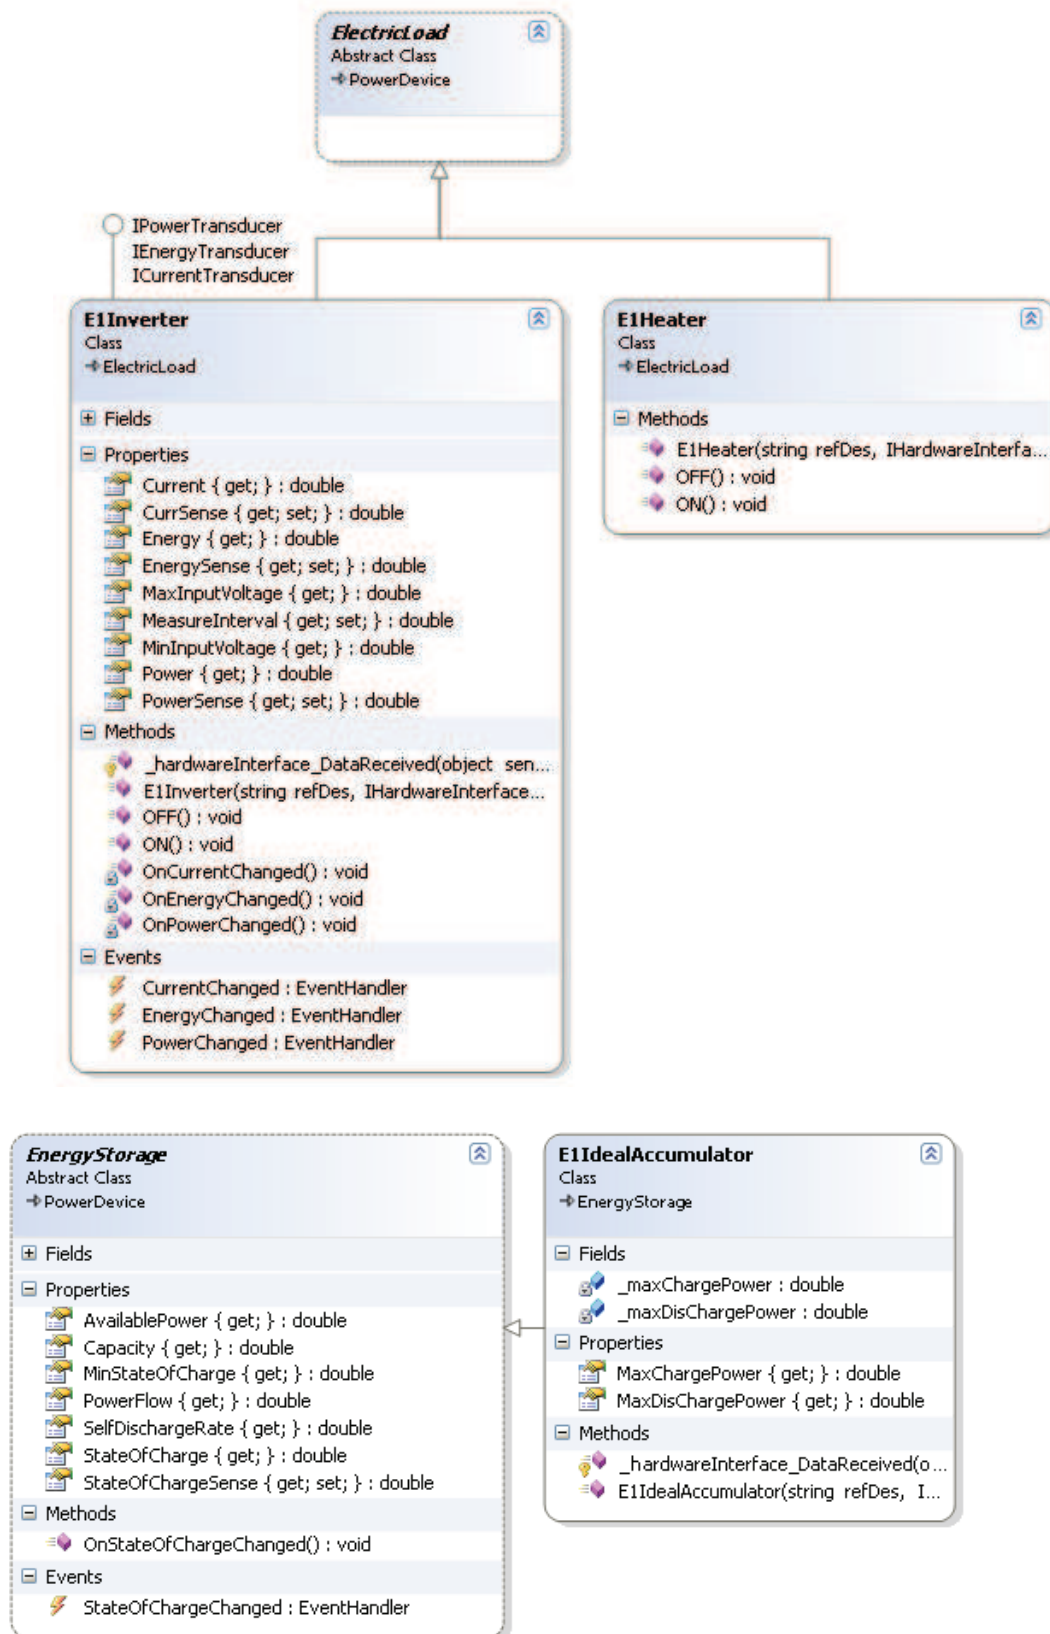 ElectricLoad
Abstract Class
PowerDevice
IPowerTransducer
IEnergyTransducer
ICurrentTransducer
E1Inverter
Class
ElectricLoad
Fields
Properties
Current { get; } : double
CurrSense { get; set; } : double
Energy { get; } : double
EnergySense { get; set; } : double
MaxInputVoltage { get; } : double
MeasureInterval { get; set; } : double
MinInputVoltage { get; } : double
Power { get; } : double
PowerSense { get; set; } : double
Methods
_hardwareInterface_DataReceived(object sen...
E1Inverter(string refDes, IHardwareInterface...
OFF() : void
ON() : void
OnCurrentChanged() : void
OnEnergyChanged() : void
OnPowerChanged() : void
Events
CurrentChanged : EventHandler
EnergyChanged : EventHandler
PowerChanged : EventHandler
E1Heater
Class
ElectricLoad
Methods
E1Heater(string refDes, IHardwareInterfa...
OFF() : void
ON() : void
EnergyStorage
Abstract Class
PowerDevice
Fields
Properties
AvailablePower { get; } : double
Capacity { get; } : double
MinStateOfCharge { get; } : double
PowerFlow { get; } : double
SelfDischargeRate { get; } : double
StateOfCharge { get; } : double
StateOfChargeSense { get; set; } : double
Methods
OnStateOfChargeChanged() : void
Events
StateOfChargeChanged : EventHandler
E1IdealAccumulator
Class
EnergyStorage
Fields
_maxChargePower : double
_maxDisChargePower : double
Properties
MaxChargePower { get; } : double
MaxDisChargePower { get; } : double
Methods
_hardwareInterface_DataReceived(o...
E1IdealAccumulator(string refDes, I...